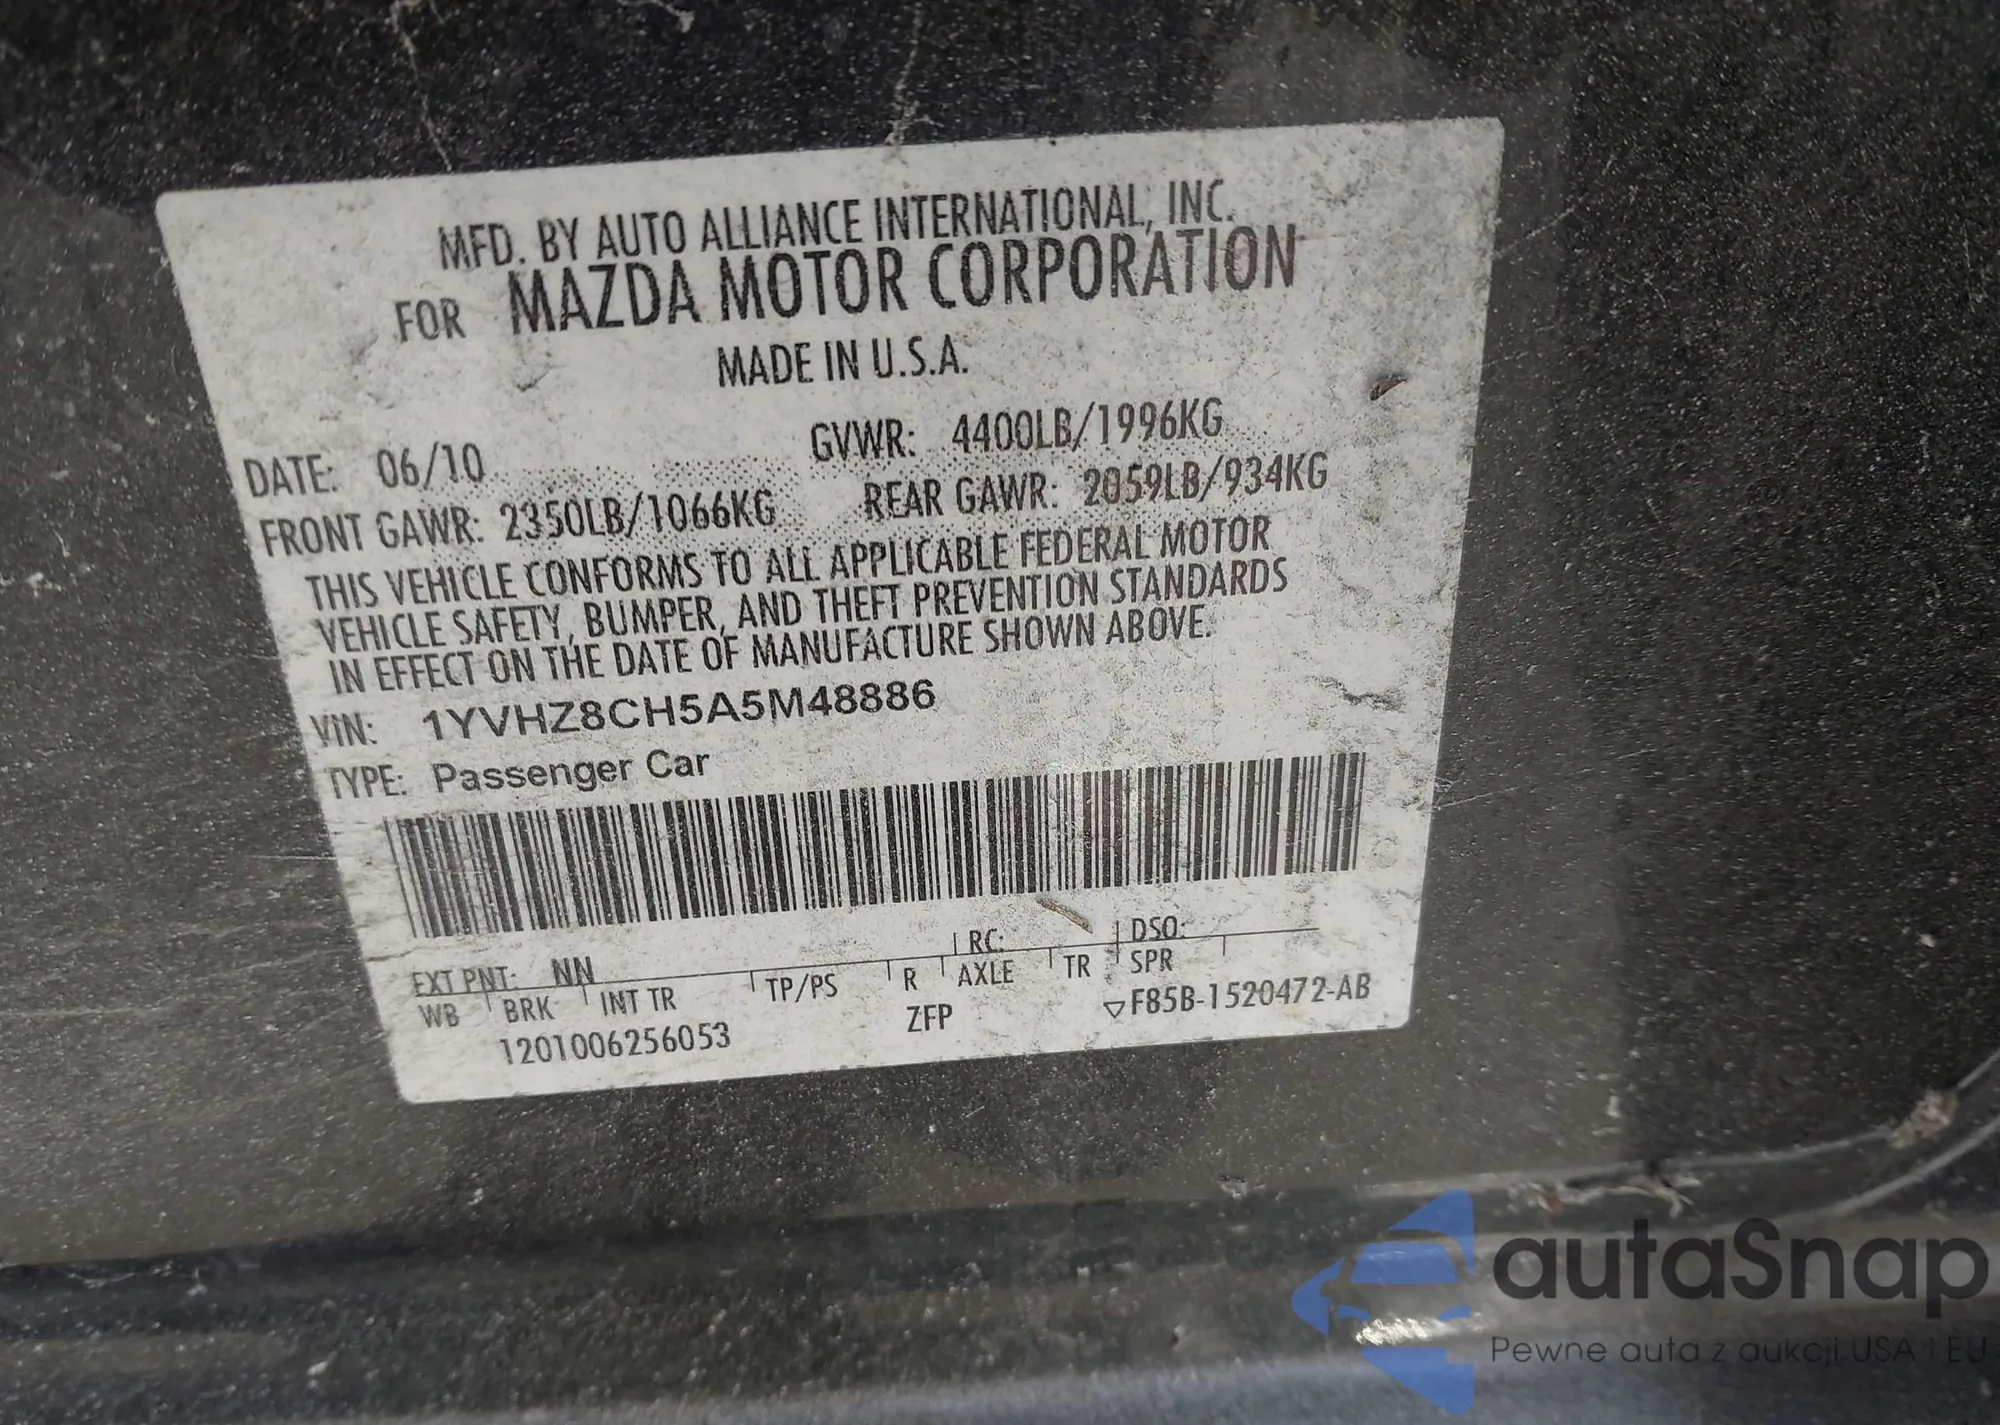 MFD. BY AUTO ALLIANCE INTERNATIONAL, INC.
FOR MAZDA MOTOR CORPORATION
MADE IN U.S.A.
DATE: 06/10 GVWR: 4400LB/1996KG
FRONT GAWR: 2350LB/1066KG REAR GAWR: 2059LB/934KG
THIS VEHICLE CONFORMS TO ALL APPLICABLE FEDERAL MOTOR
VEHICLE SAFETY, BUMPER, AND THEFT PREVENTION STANDARDS
IN EFFECT ON THE DATE OF MANUFACTURE SHOWN ABOVE.
VIN: 1YVHZ8CH5A5M48886
TYPE: Passenger Car
EXT PNT: NN RC: DSO:
WB BRK INT TR TP/PS R AXLE TR SPR
1201006256053 ZFP ▽F85B-1520472-AB
autaSnap
Pewne auta z aukcji USA i EU